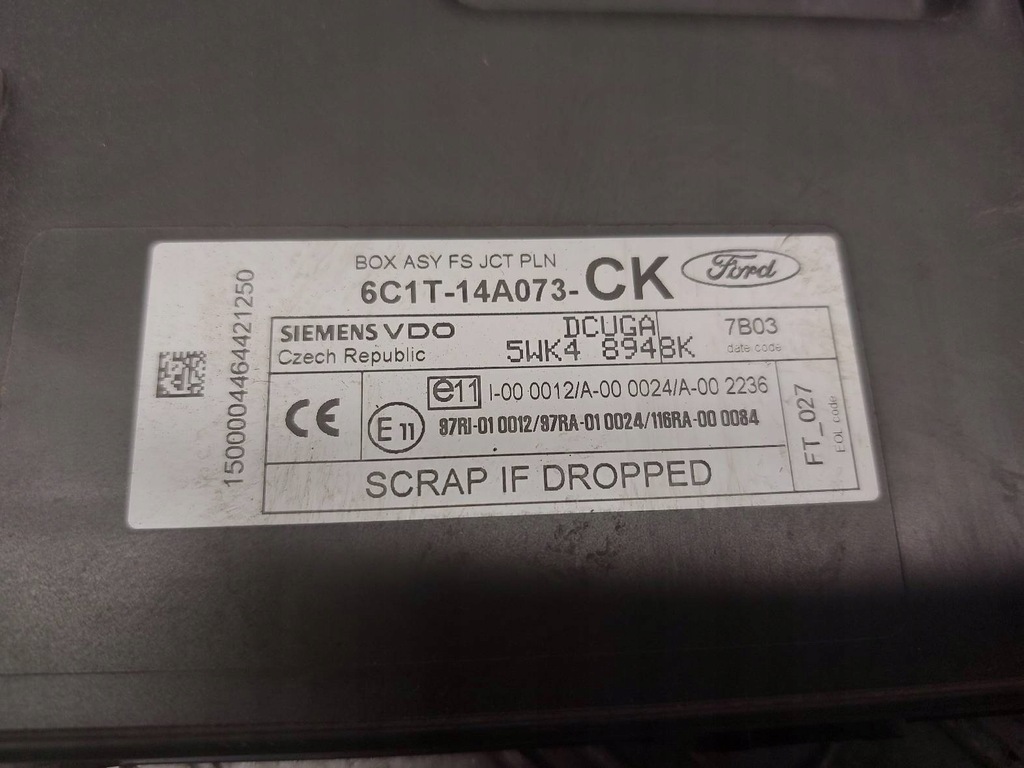 BOX ASY FS JCT PLN
6C1T-14A073-CK
Ford
SIEMENS VDO
Czech Republic
DCUGA
5WK4 8948K
7B03
date code
CE
e11 I-00 0012/A-00 0024/A-00 2236
E11 97RI-01 0012/97RA-01 0024/116RA-00 0084
SCRAP IF DROPPED
FT_027
EOL code
15000044644421250